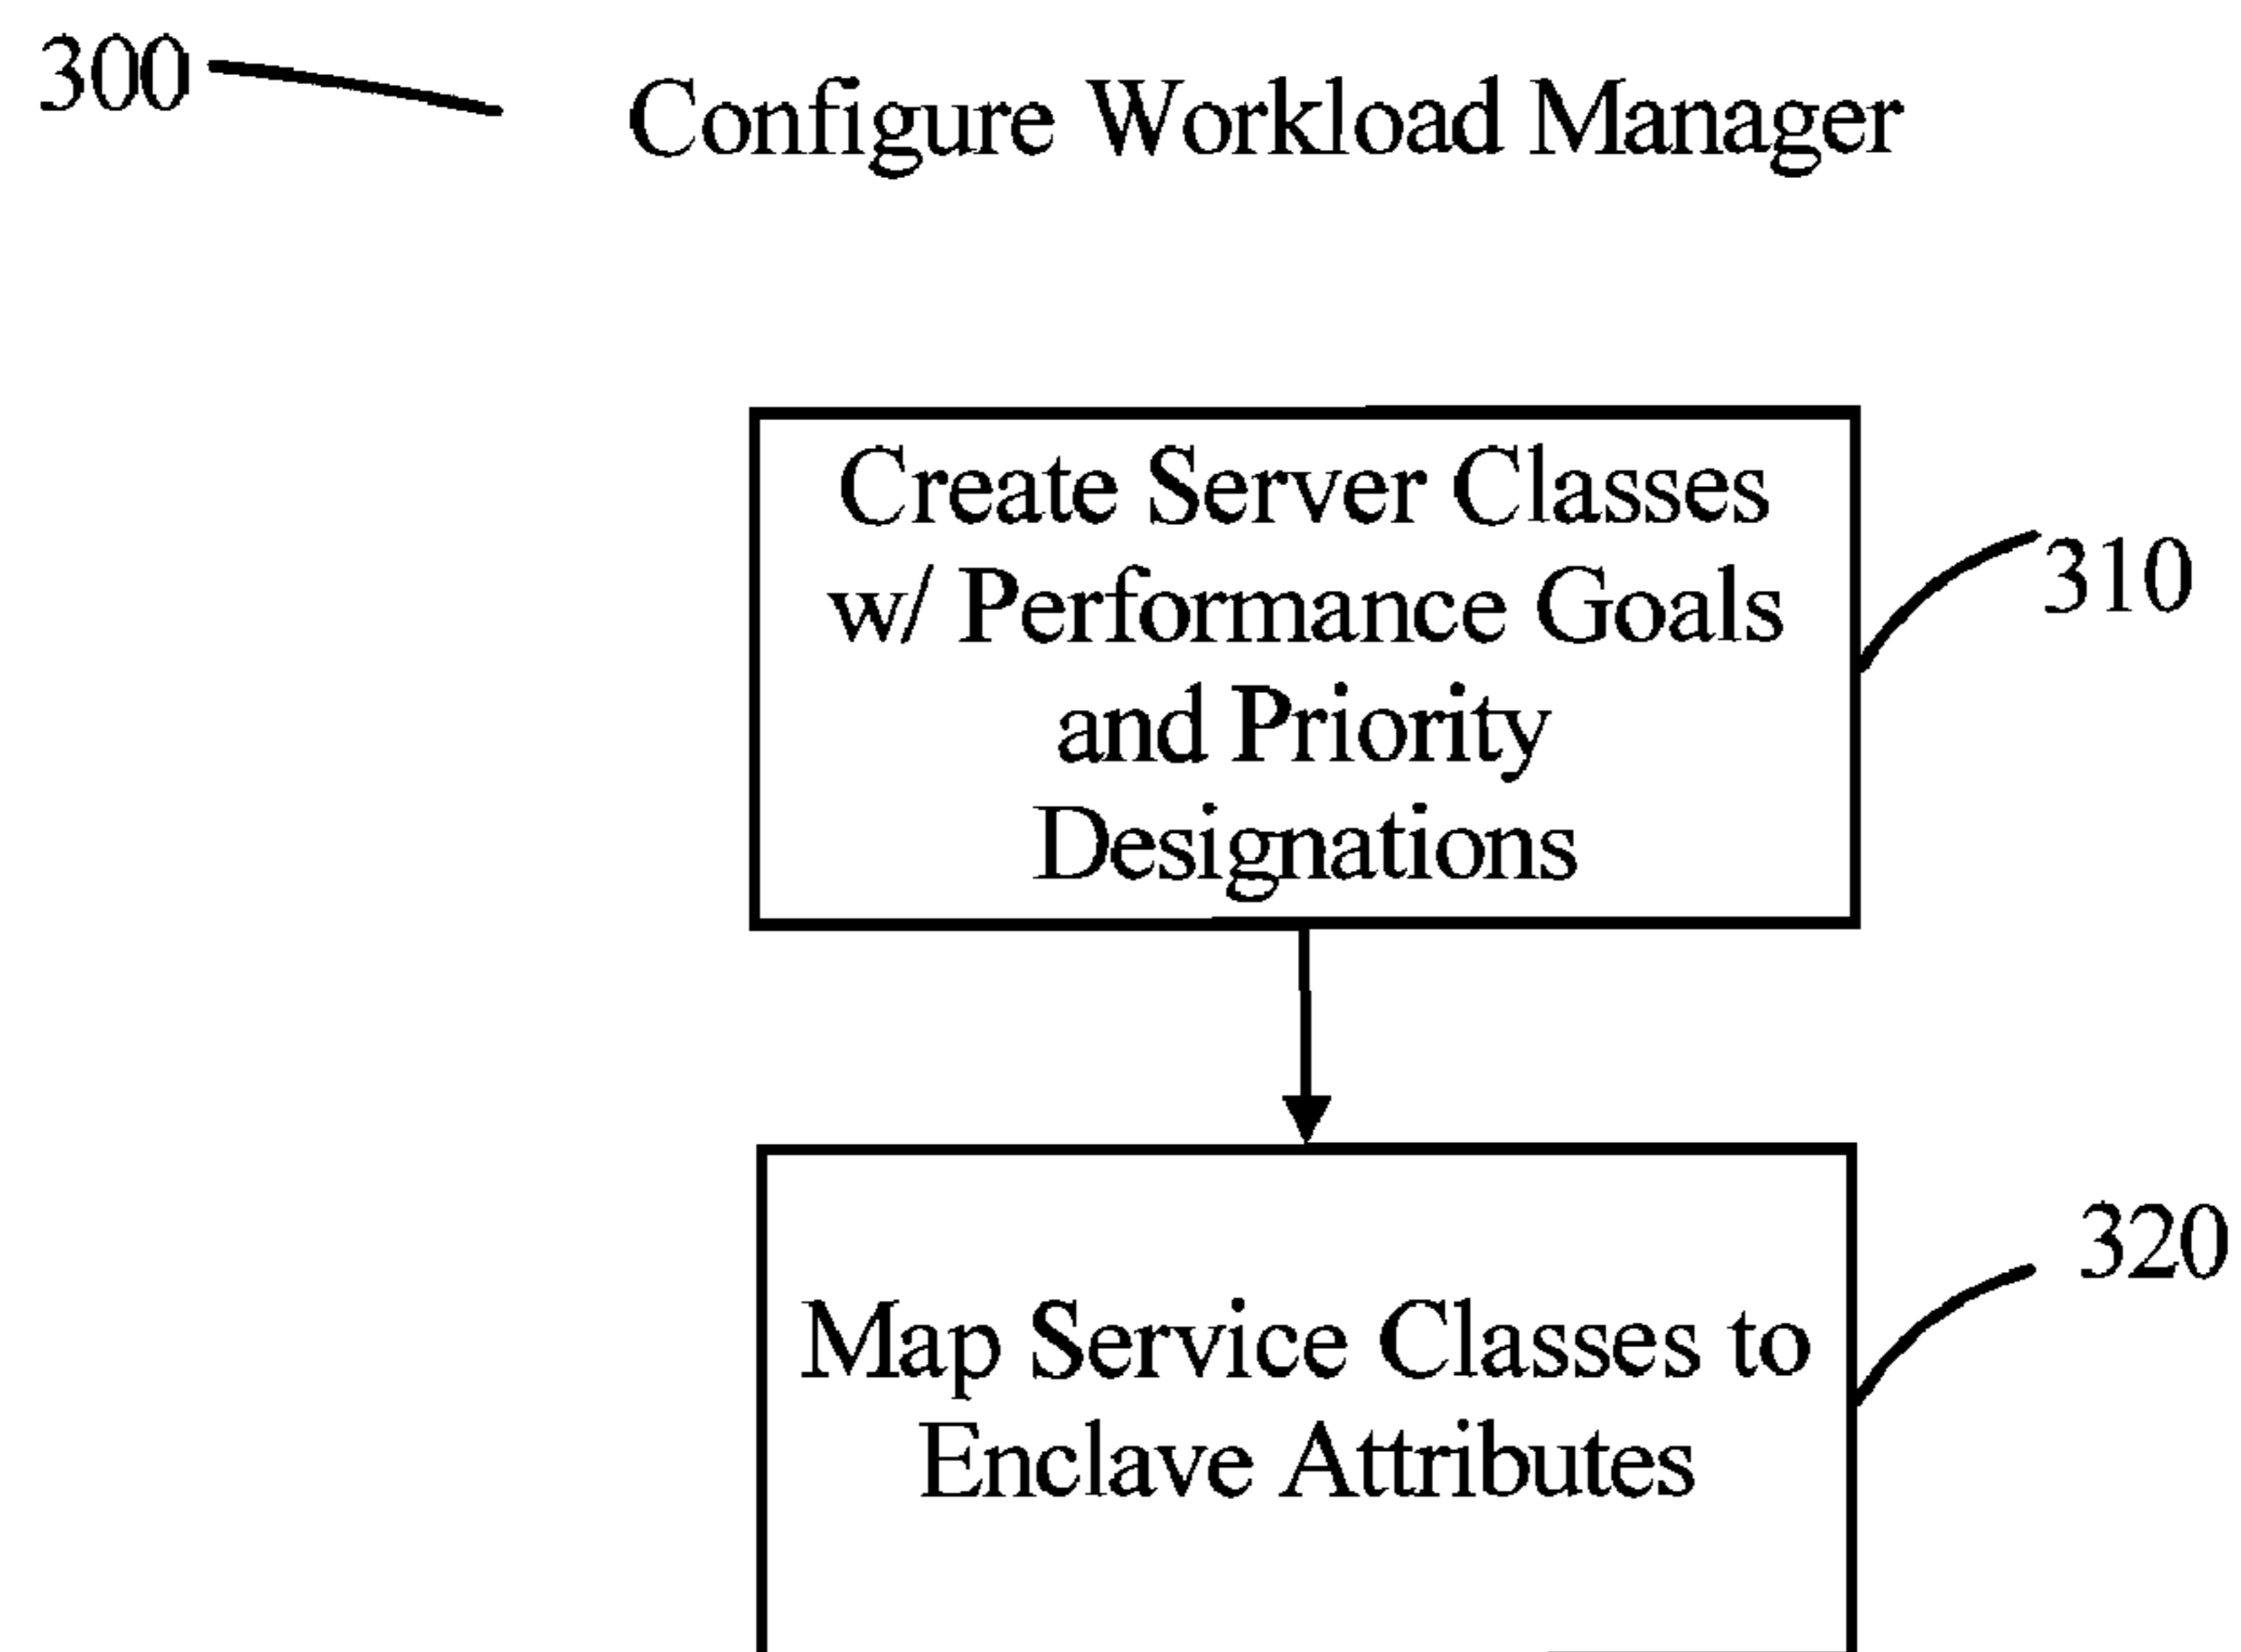 300
Configure Workload Manager
Create Server Classes
w/ Performance Goals
and Priority
Designations
310
320
Map Service Classes to
Enclave Attributes